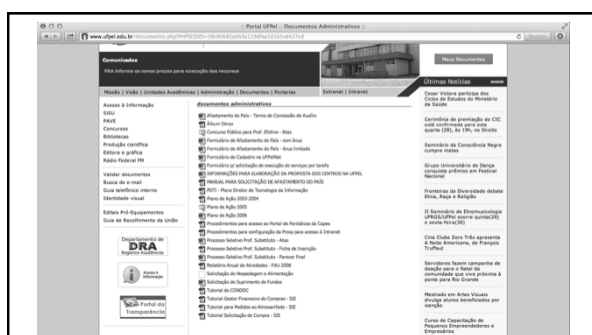 :: Portal UFPel :: Documentos Administrativos ::
www.ufpel.edu.br/documentos.php?
Reader
Comunicados
PRA informa os novos prazos para execução dos recursos
Meus Documentos
Missão | Visão | Unidades Acadêmicas | Administração | Documentos | Portarias
Extranet | Intranet
Acesso à Informação
SiSU
PAVE
Concursos
Bibliotecas
Produção científica
Editora e gráfica
Rádio Federal FM
Validar documentos
Busca de e-mail
Guia telefônico interno
Identidade visual
Editais Pró-Equipamentos
Guia de Recolhimento da União
Departamento de
DRA
Registros Acadêmicos
Acesso à
Informação
Portal da
Transparência
documentos administrativos
Afastamento do País - Termo de Concessão de Auxílio
Álbum fibras
Concurso Público para Prof. Efetivo - Atas
Formulário de Afastamento do País - com ônus
Formulário de Afastamento do País - ônus limitado
Formulário de Cadastro na UFPelNet
Formulário p/ solicitação de execução de serviços por tarefa
INFORMAÇÕES PARA ELABORAÇÃO DA PROPOSTA DOS CENTROS NA UFPEL
MANUAL PARA SOLICITAÇÃO DE AFASTAMENTO DO PAÍS
PDTI - Plano Diretor de Tecnologia da Informação
Plano de Ação 2003-2004
Plano de Ação 2005
Plano de Ação 2006
Procedimentos para acesso ao Portal de Periódicos da Capes
Procedimentos para configuração do Proxy para acesso à Intranet
Processo Seletivo Prof. Substituto - Atas
Processo Seletivo Prof. Substituto - Ficha de Inscrição
Processo Seletivo Prof. Substituto - Parecer final
Relatório Anual de Atividades - FAU 2008
Solicitação de Hospedagem e Alimentação
Solicitação de Suprimento de Fundos
Tutorial do CONDOC
Tutorial Gestor Financeiro de Compras - SIE
Tutorial para Pedidos ao Almoxarifado - SIE
Tutorial Solicitação de Compra - SIE
Últimas Notícias
Cesar Victora participa dos
Ciclos de Estudos do Ministério
da Saúde
Cerimônia de premiação do CIC
está confirmada para esta
quarta (28), às 19h, no Direito
Seminário da Consciência Negra
cumpre metas
Grupo Universitário de Dança
conquista prêmios em Festival
Nacional
Fronteiras da Diversidade debate
Etnia, Raça e Religião
II Seminário de Etnomusicologia
UFRGS/UFPel ocorre quinta(29)
e sexta-feira(30)
Cine Clube Zero Três apresenta
A Noite Americana, de François
Truffaut
Servidores fazem campanha de
doação para o Natal da
comunidade que vive próxima à
ponte para Rio Grande
Mestrado em Artes Visuais
divulga alunos beneficiados por
isenção
Curso de Capacitação de
Pequenos Empreendedores e
Empresários